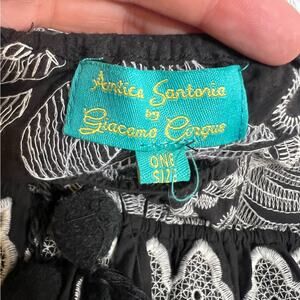 Antica Sartoria
by
Giacomo Cinque
ONE
SIZE